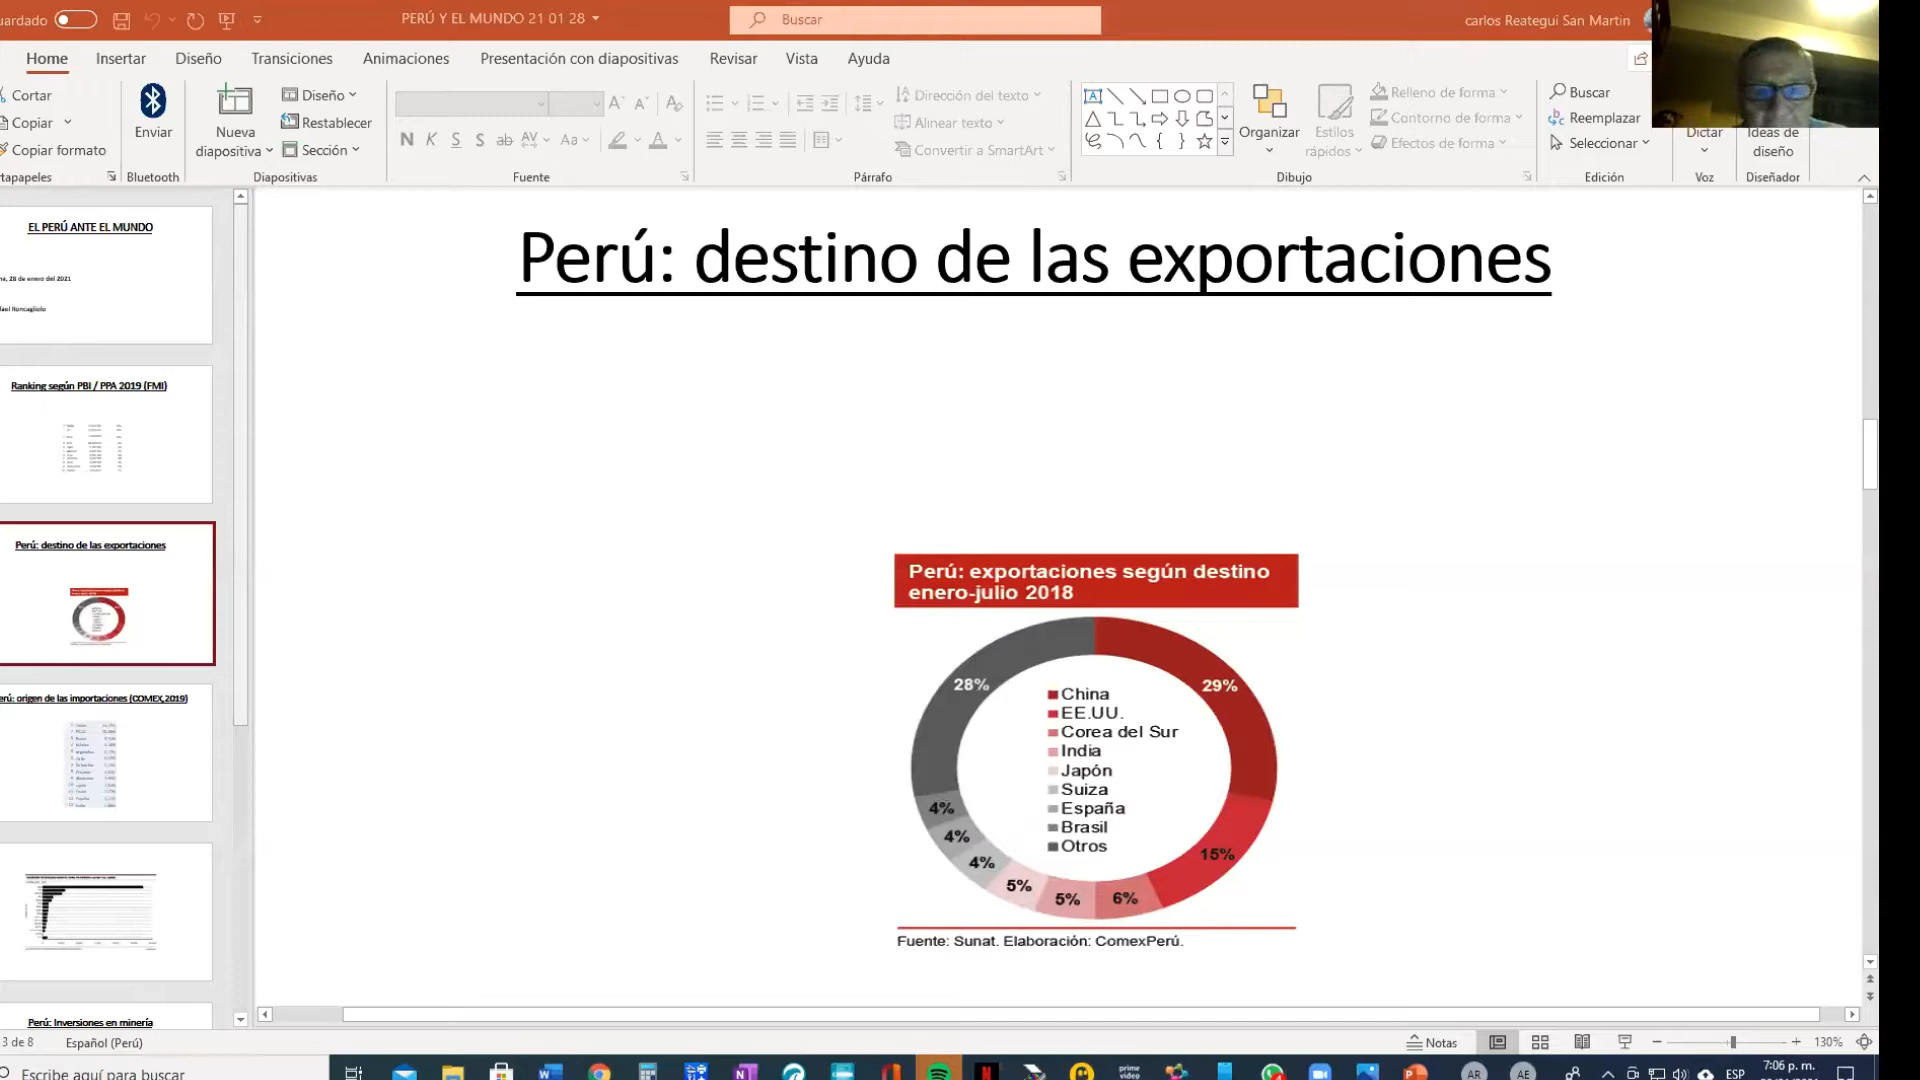 uardado
PERÚ Y EL MUNDO 21 01 28
Buscar
carlos Reategui San Martin
Home
Insertar
Diseño
Transiciones
Animaciones
Presentación con diapositivas
Revisar
Vista
Ayuda
Cortar
Copiar
Copiar formato
tapapeles
Enviar
Bluetooth
Nueva
diapositiva
Diseño
Restablecer
Sección
Diapositivas
N K S S ab AV Aa A
Fuente
Dirección del texto
Alinear texto
Convertir a SmartArt
Párrafo
Organizar
Estilos
rápidos
Relleno de forma
Contorno de forma
Efectos de forma
Dibujo
Buscar
Reemplazar
Seleccionar
Edición
Dictar
Voz
Ideas de
diseño
Diseñador
EL PERÚ ANTE EL MUNDO
na, 28 de enero del 2021
ael Roncagliolo
Ranking según PBI / PPA 2019 (FMI)
Perú: destino de las exportaciones
erú: origen de las importaciones (COMEX,2019)
Perú: Inversiones en minería
Perú: destino de las exportaciones
Perú: exportaciones según destino
enero-julio 2018
28%
29%
China
EE.UU.
Corea del Sur
India
Japón
Suiza
España
Brasil
Otros
4%
4%
4%
5%
5%
6%
15%
Fuente: Sunat. Elaboración: ComexPerú.
3 de 8
Español (Perú)
Notas
130%
Escribe aquí para buscar
prime
video
AR
AE
ESP
7:06 p. m.